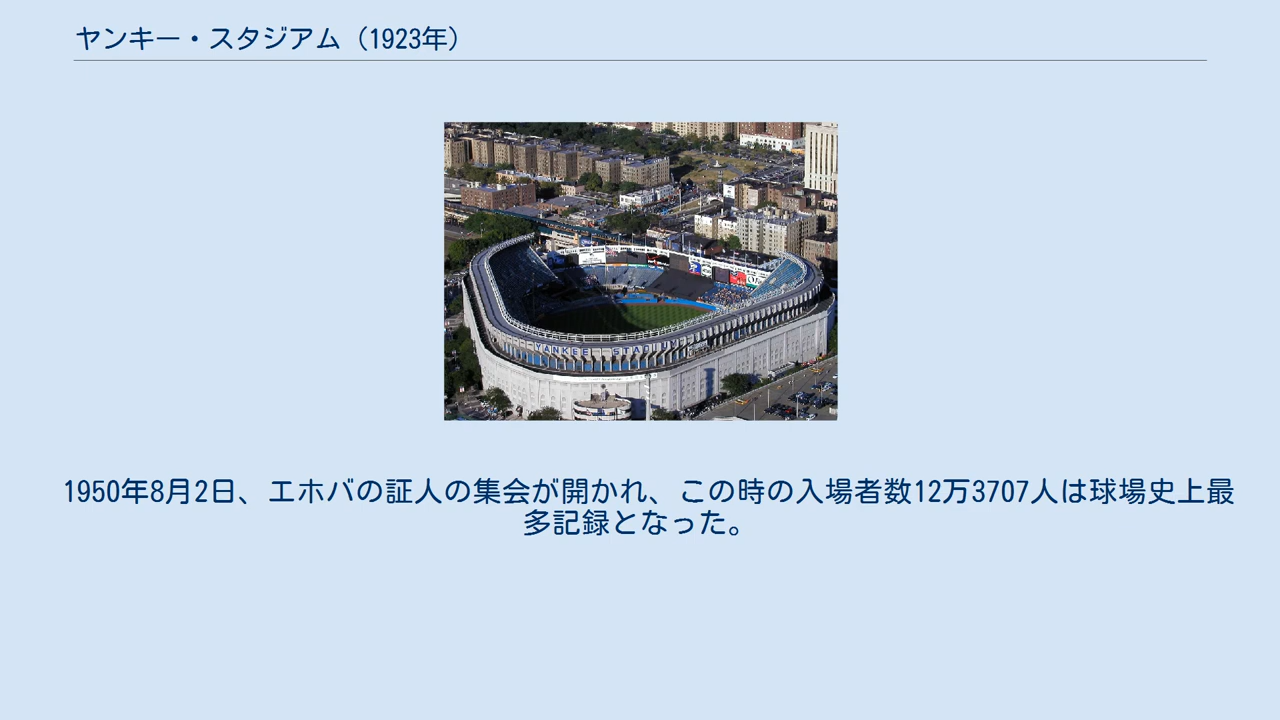 ヤンキー・スタジアム（1923年）
YANKEE STADIUM
1950年8月2日、エホバの証人の集会が開かれ、この時の入場者数12万3707人は球場史上最
多記録となった。